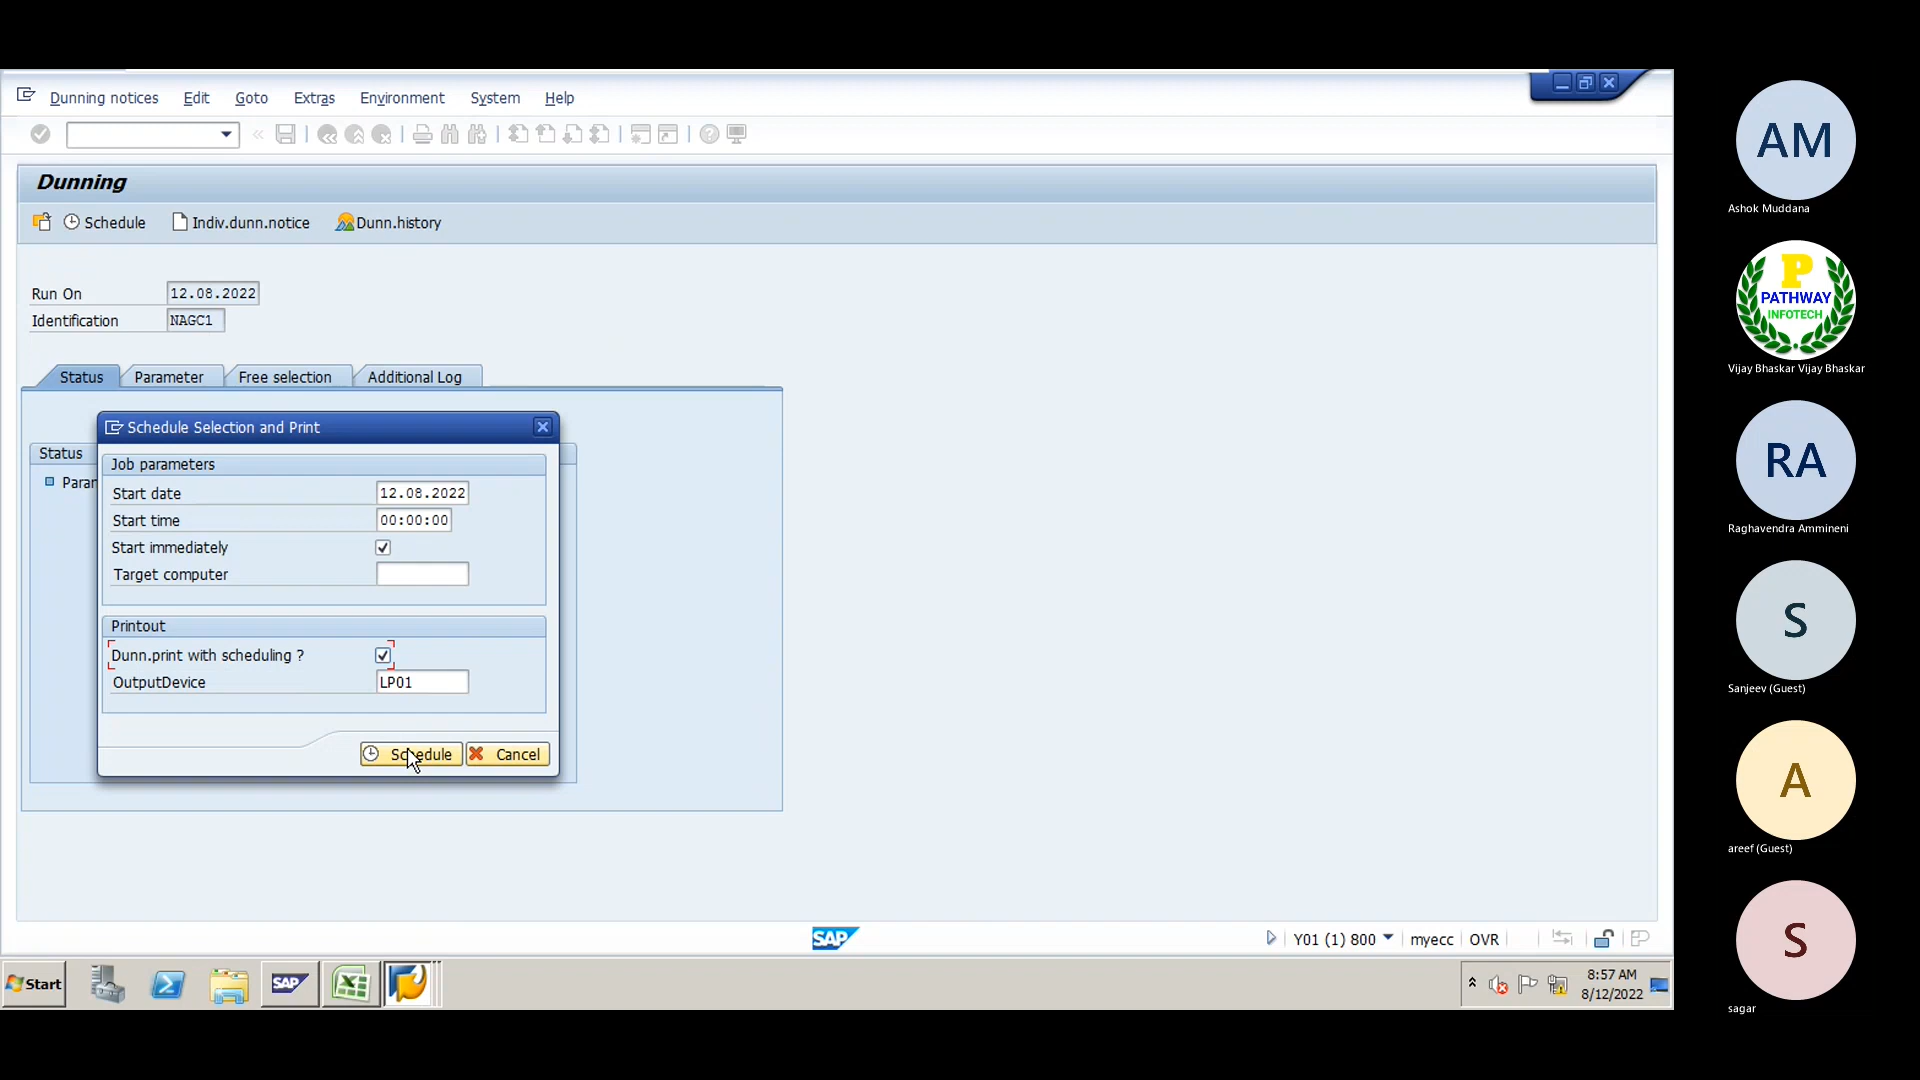 Dunning notices Edit Goto Extras Environment System Help
Dunning
Schedule Indiv.dunn.notice Dunn.history
Run On 12.08.2022
Identification NAGC1
Status Parameter Free selection Additional Log
Schedule Selection and Print
Status
Job parameters
Param
Start date 12.08.2022
Start time 00:00:00
Start immediately
Target computer
Printout
Dunn.print with scheduling ?
OutputDevice LP01
Schedule Cancel
SAP Y01 (1) 800 myecc OVR
Start SAP 8:57 AM
8/12/2022
AM
Ashok Muddana
P
PATHWAY
INFOTECH
Vijay Bhaskar Vijay Bhaskar
RA
Raghavendra Ammineni
S
Sanjeev (Guest)
A
areef (Guest)
S
sagar